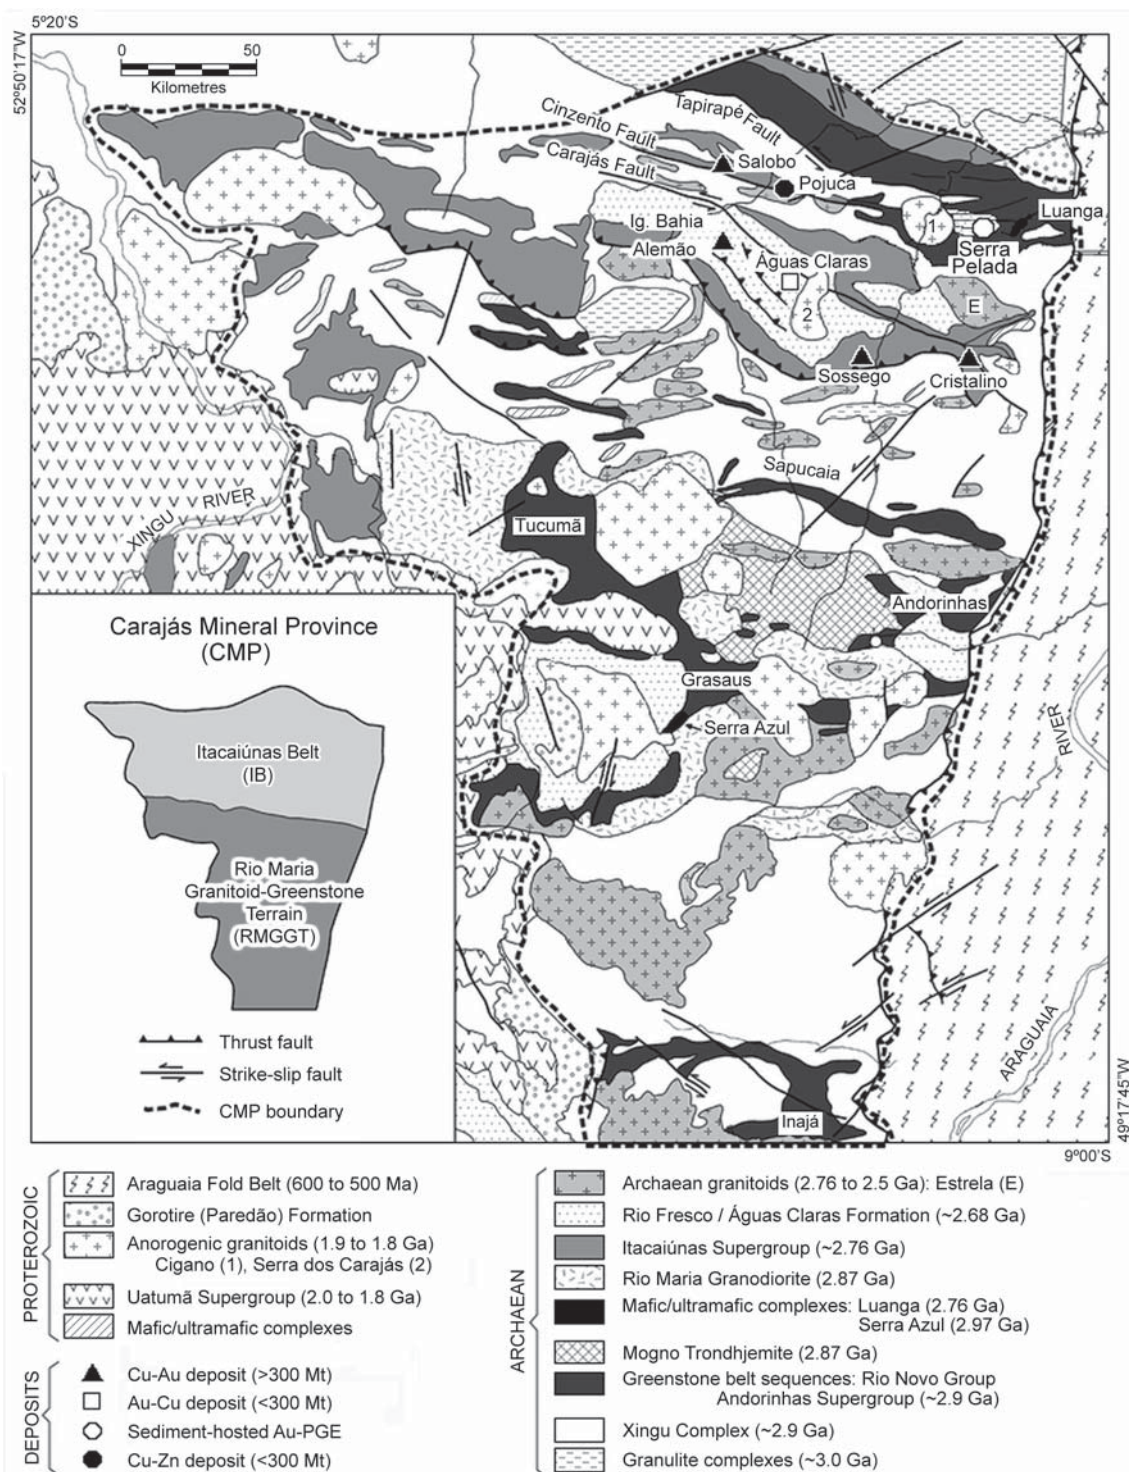 5º20'S
52º50'17"W
0 50
Kilometres
Cinzento Fault
Tapirapé Fault
Carajás Fault
Salobo
Pojuca
Luanga
1
Ig. Bahia
Alemão
Águas Claras
Serra
Pelada
2
E
Sossego
Cristalino
Sapucaia
XINGU RIVER
Tucumã
Andorinhas
Carajás Mineral Province
(CMP)
Grasaus
Serra Azul
RIVER
Itacaiúnas Belt
(IB)
Rio Maria
Granitoid-Greenstone
Terrain
(RMGGT)
Thrust fault
Strike-slip fault
CMP boundary
ARAGUAIA
Inajá
49º17'45"W
9º00'S
PROTEROZOIC
Araguaia Fold Belt (600 to 500 Ma)
Gorotire (Paredão) Formation
Anorogenic granitoids (1.9 to 1.8 Ga)
Cigano (1), Serra dos Carajás (2)
Uatumã Supergroup (2.0 to 1.8 Ga)
Mafic/ultramafic complexes
DEPOSITS
Cu-Au deposit (>300 Mt)
Au-Cu deposit (<300 Mt)
Sediment-hosted Au-PGE
Cu-Zn deposit (<300 Mt)
ARCHAEAN
Archaean granitoids (2.76 to 2.5 Ga): Estrela (E)
Rio Fresco / Águas Claras Formation (~2.68 Ga)
Itacaiúnas Supergroup (~2.76 Ga)
Rio Maria Granodiorite (2.87 Ga)
Mafic/ultramafic complexes: Luanga (2.76 Ga)
Serra Azul (2.97 Ga)
Mogno Trondhjemite (2.87 Ga)
Greenstone belt sequences: Rio Novo Group
Andorinhas Supergroup (~2.9 Ga)
Xingu Complex (~2.9 Ga)
Granulite complexes (~3.0 Ga)